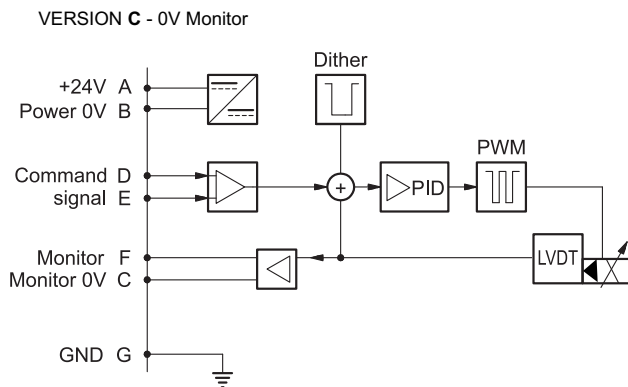 VERSION C - 0V Monitor
Dither
+24V A
Power 0V B
PWM
Command D
signal E
+
PID
Monitor F
Monitor 0V C
LVDT
GND G